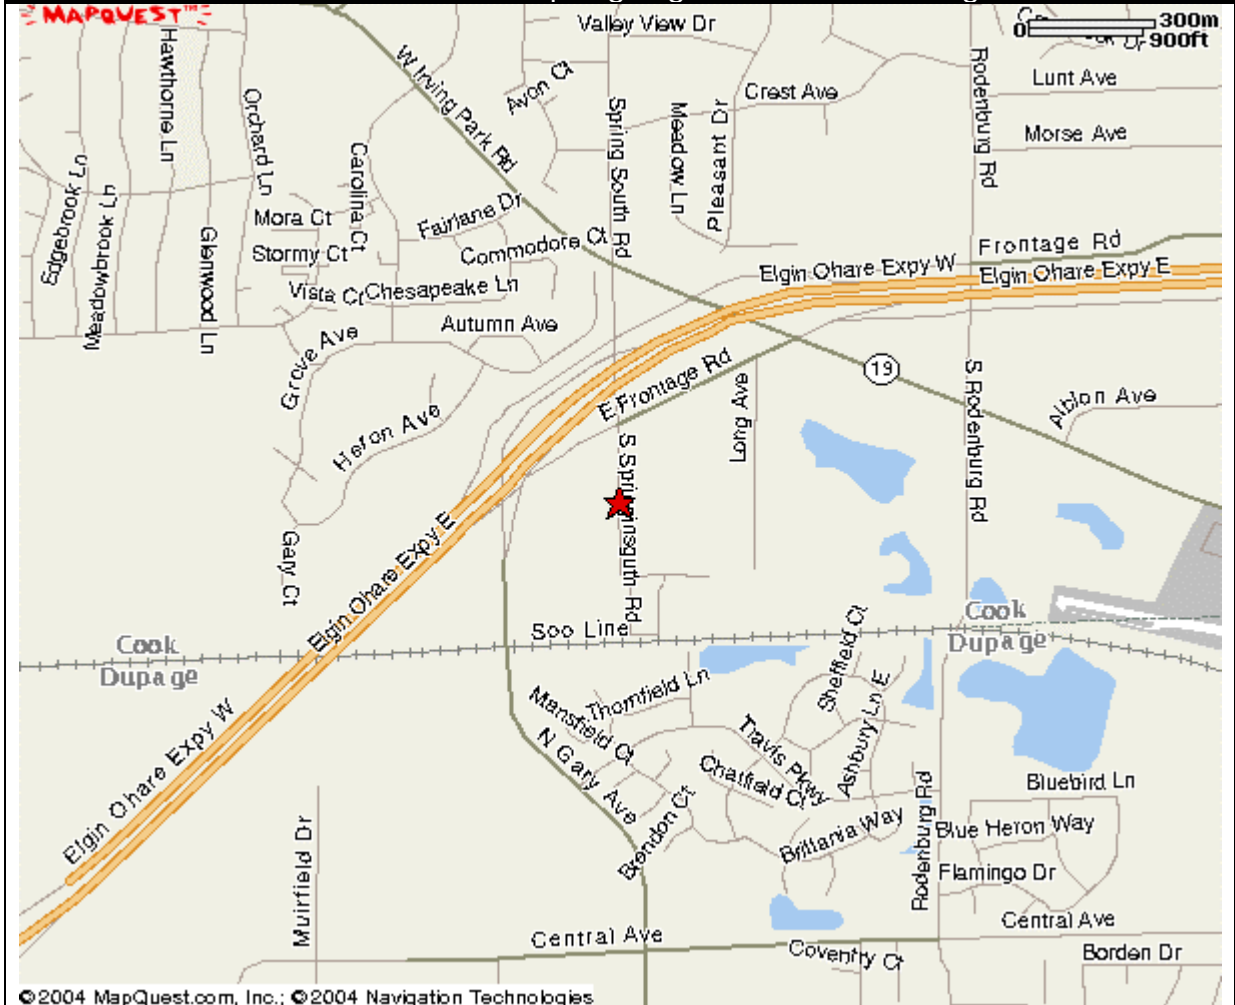 MAPQUEST™
Valley View Dr
0
300m
900ft
Hawthorne Ln
Orchard Ln
W Irving Park Rd
Avon Ct
Spring South Rd
Meadow Ln
Pleasant Dr
Crest Ave
Rodenburg Rd
Lunt Ave
Morse Ave
Edgebrook Ln
Meadowbrook Ln
Glenwood Ln
Carolina Ct
Mora Ct
Stormy Ct
Vista Ct
Fairlane Dr
Commodore Ct
Chesapeake Ln
Autumn Ave
Grove Ave
Hefon Ave
Gary Ct
Frontage Rd
Elgin Ohare Expy W
Elgin Ohare Expy E
19
E Frontage Rd
Long Ave
S Rodenburg Rd
Albion Ave
S Springinsguth Rd
Elgin Ohare Expy E
Soo Line
Cook
Dupage
Cook
Dupage
Elgin Ohare Expy W
Thornfield Ln
Mansfield Ct
N Gary Ave
Sheffield Ct
Ashbury Ln E
Travis Pkwy
Chatfield Ct
Brendon Ct
Brittania Way
Rodenburg Rd
Bluebird Ln
Blue Heron Way
Flamingo Dr
Muirfield Dr
Central Ave
Central Ave
Coventry Ct
Borden Dr
©2004 MapQuest.com, Inc.; ©2004 Navigation Technologies